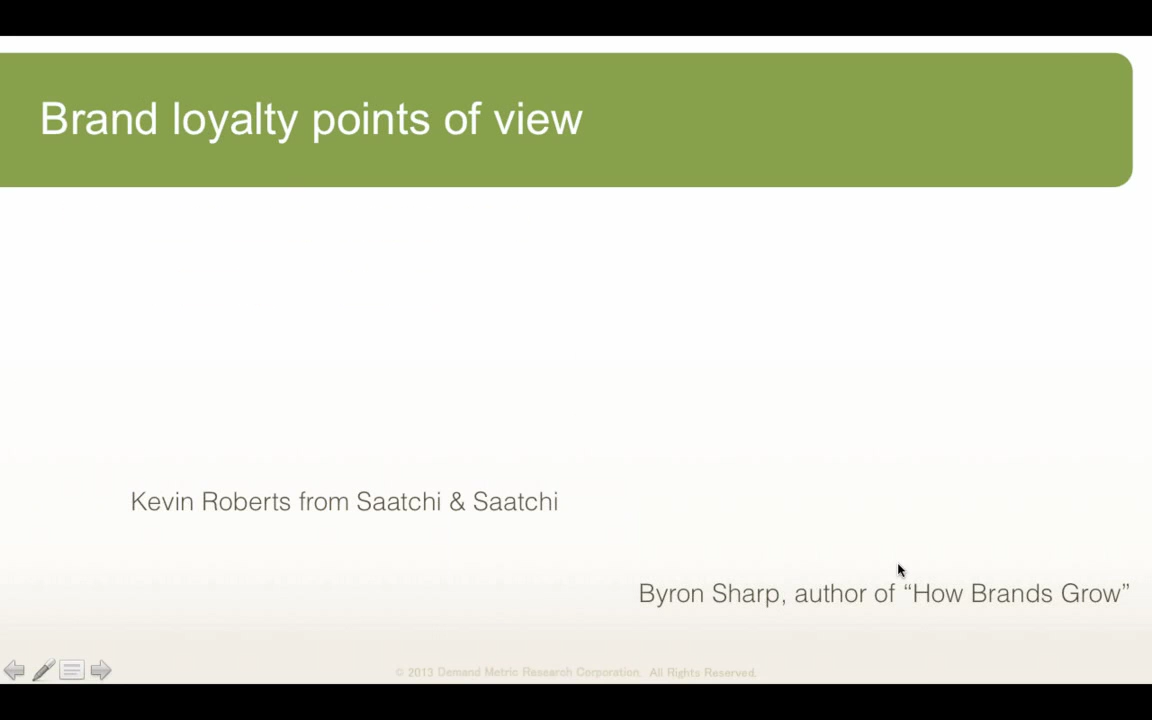 Brand loyalty points of view
Kevin Roberts from Saatchi & Saatchi
Byron Sharp, author of “How Brands Grow”
© 2013 Demand Metric Research Corporation. All Rights Reserved.